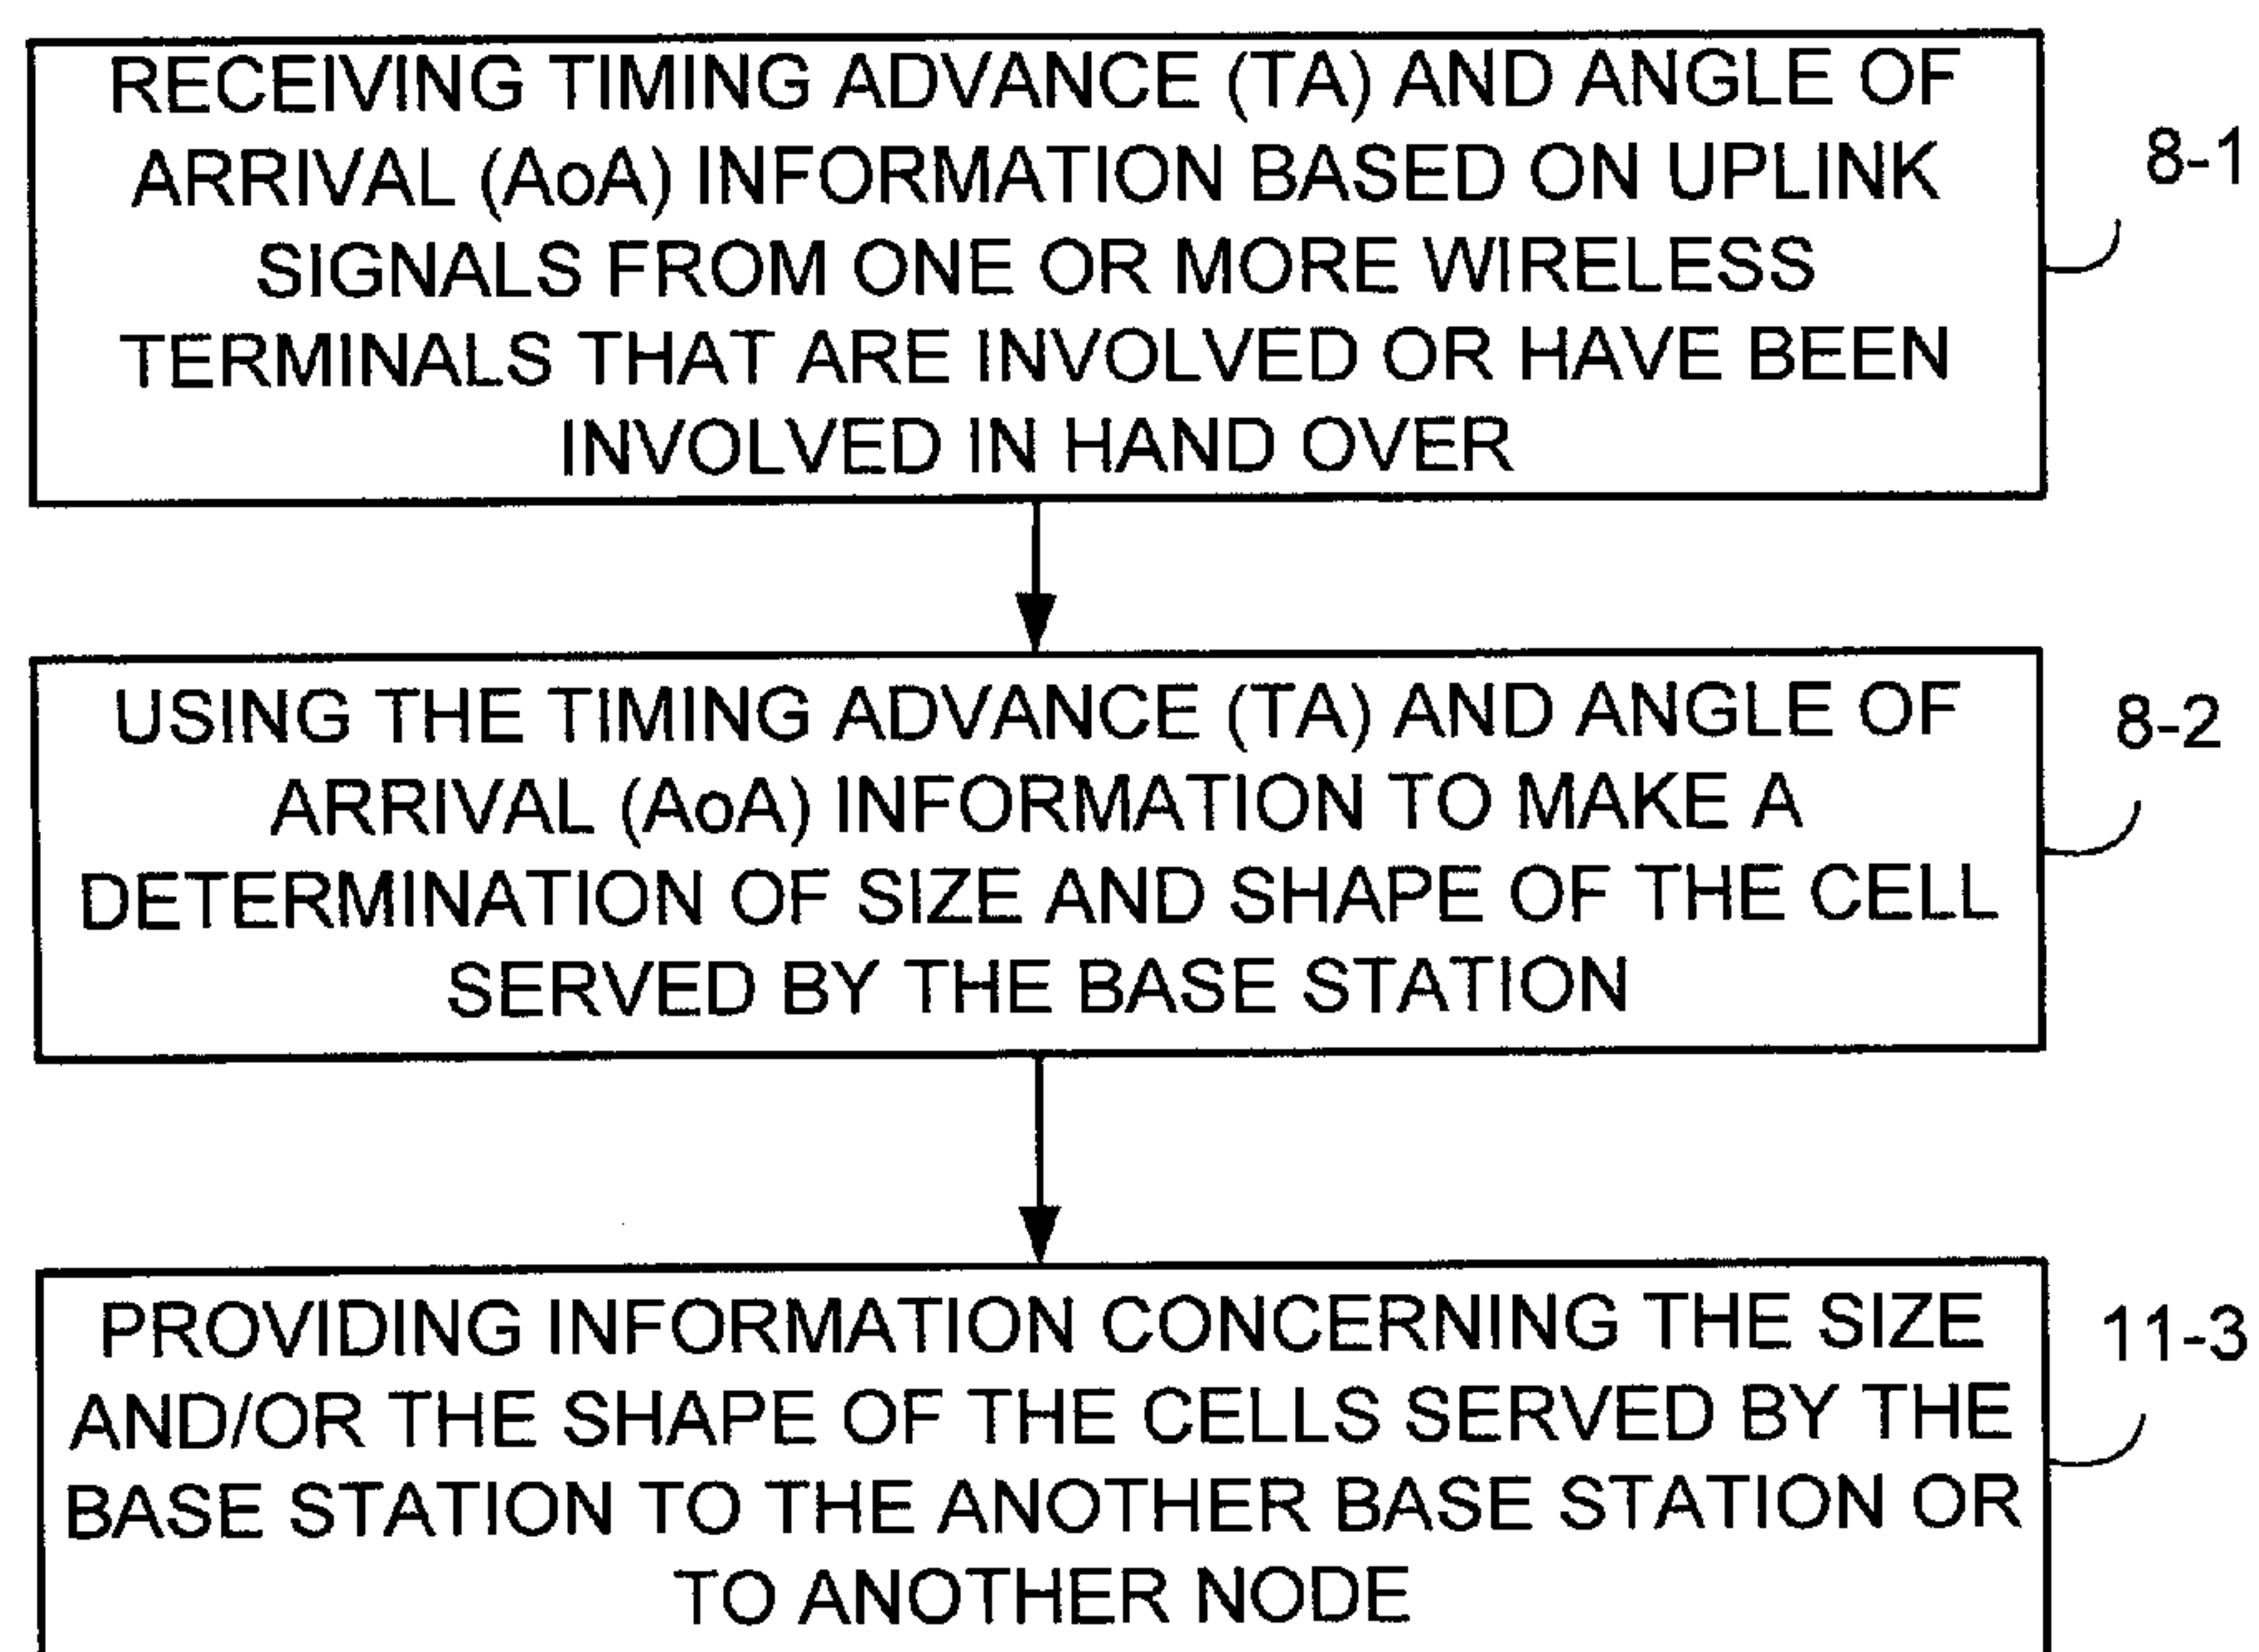 RECEIVING TIMING ADVANCE (TA) AND ANGLE OF
ARRIVAL (AoA) INFORMATION BASED ON UPLINK
SIGNALS FROM ONE OR MORE WIRELESS
TERMINALS THAT ARE INVOLVED OR HAVE BEEN
INVOLVED IN HAND OVER
8-1
USING THE TIMING ADVANCE (TA) AND ANGLE OF
ARRIVAL (AoA) INFORMATION TO MAKE A
DETERMINATION OF SIZE AND SHAPE OF THE CELL
SERVED BY THE BASE STATION
8-2
PROVIDING INFORMATION CONCERNING THE SIZE
AND/OR THE SHAPE OF THE CELLS SERVED BY THE
BASE STATION TO THE ANOTHER BASE STATION OR
TO ANOTHER NODE
11-3